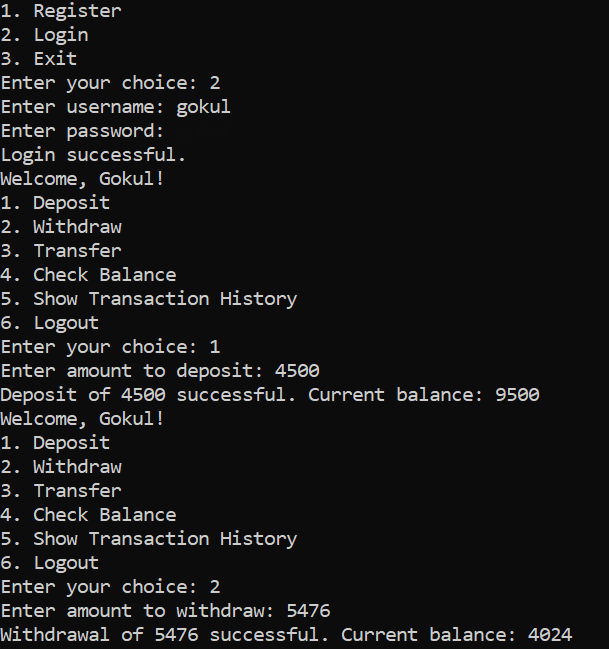 1. Register
2. Login
3. Exit
Enter your choice: 2
Enter username: gokul
Enter password:
Login successful.
Welcome, Gokul!
1. Deposit
2. Withdraw
3. Transfer
4. Check Balance
5. Show Transaction History
6. Logout
Enter your choice: 1
Enter amount to deposit: 4500
Deposit of 4500 successful. Current balance: 9500
Welcome, Gokul!
1. Deposit
2. Withdraw
3. Transfer
4. Check Balance
5. Show Transaction History
6. Logout
Enter your choice: 2
Enter amount to withdraw: 5476
Withdrawal of 5476 successful. Current balance: 4024